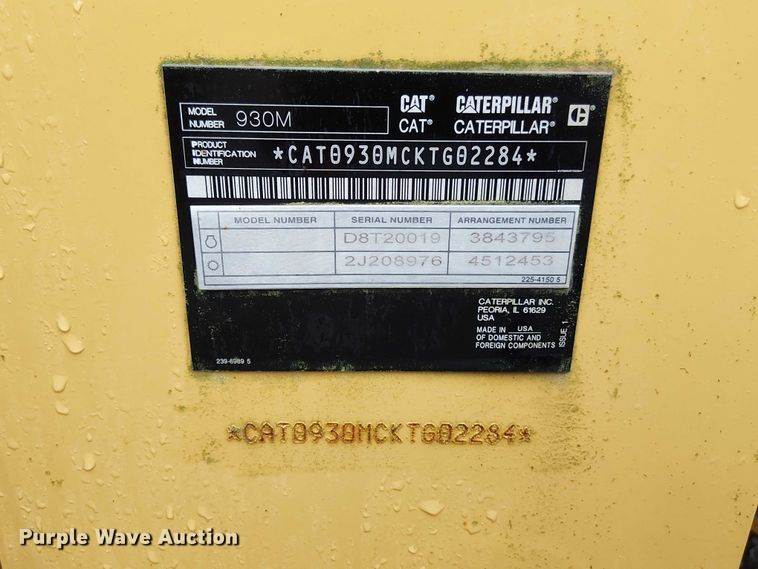 MODEL NUMBER 930M CAT® CATERPILLAR® C
CAT® CATERPILLAR®
PRODUCT IDENTIFICATION NUMBER *CAT0930MCKTG02284*
MODEL NUMBER SERIAL NUMBER ARRANGEMENT NUMBER
D8T20019 3843795
2J208976 4512453
225-4150 5
CATERPILLAR INC.
PEORIA, IL 61629
USA
MADE IN USA
OF DOMESTIC AND
FOREIGN COMPONENTS
ISSUE 1
239-6989 5
*CAT0930MCKTG02284*
Purple Wave Auction